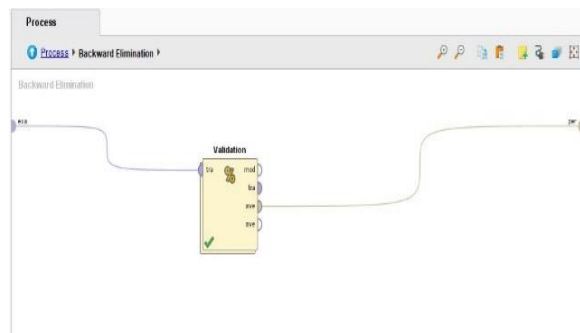 Process
Process ▸ Backward Elimination ▸
Backward Elimination
exa
per
Validation
tra
mod
tra
ave
ave